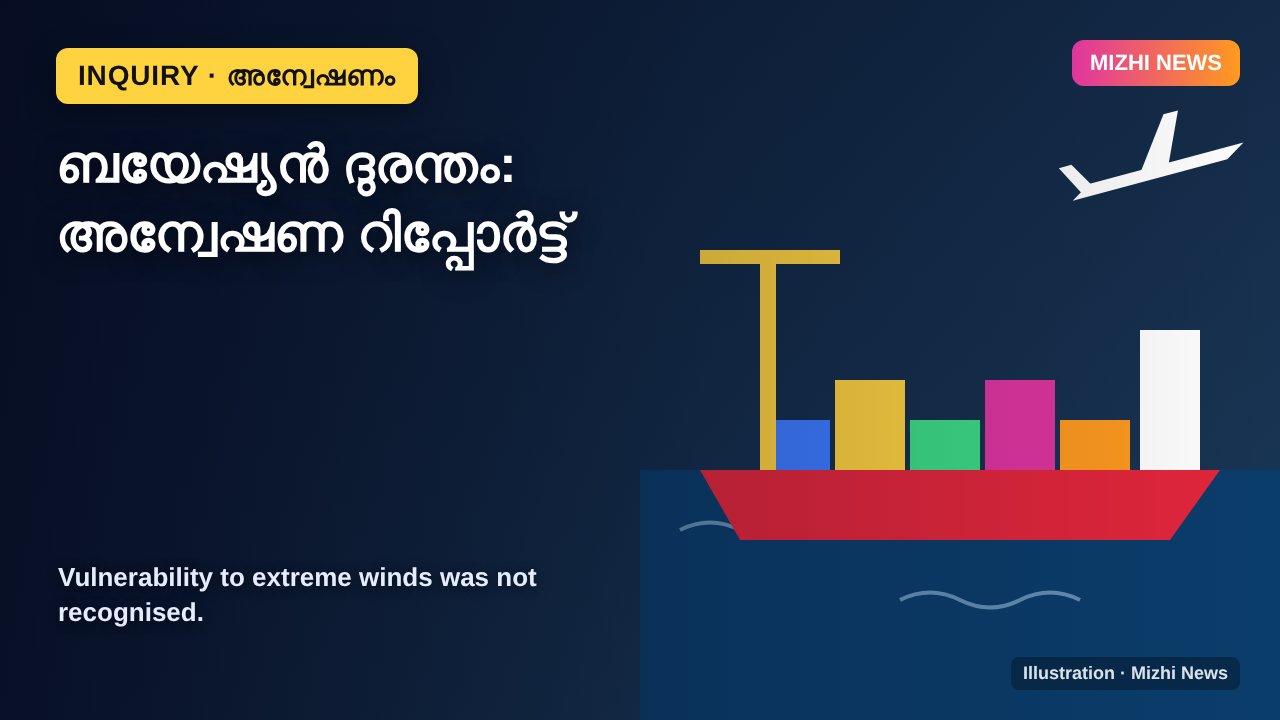 INQUIRY · അന്വേഷണം
MIZHI NEWS
ബയേഷ്യൻ ദുരന്തം:
അന്വേഷണ റിപ്പോർട്ട്
Vulnerability to extreme winds was not
recognised.
Illustration · Mizhi News